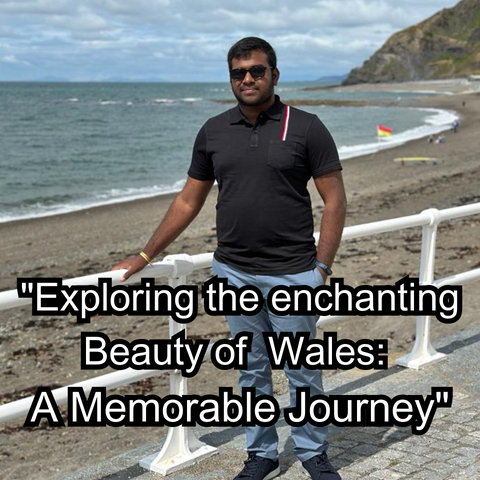 "Exploring the enchanting
Beauty of Wales:
A Memorable Journey"